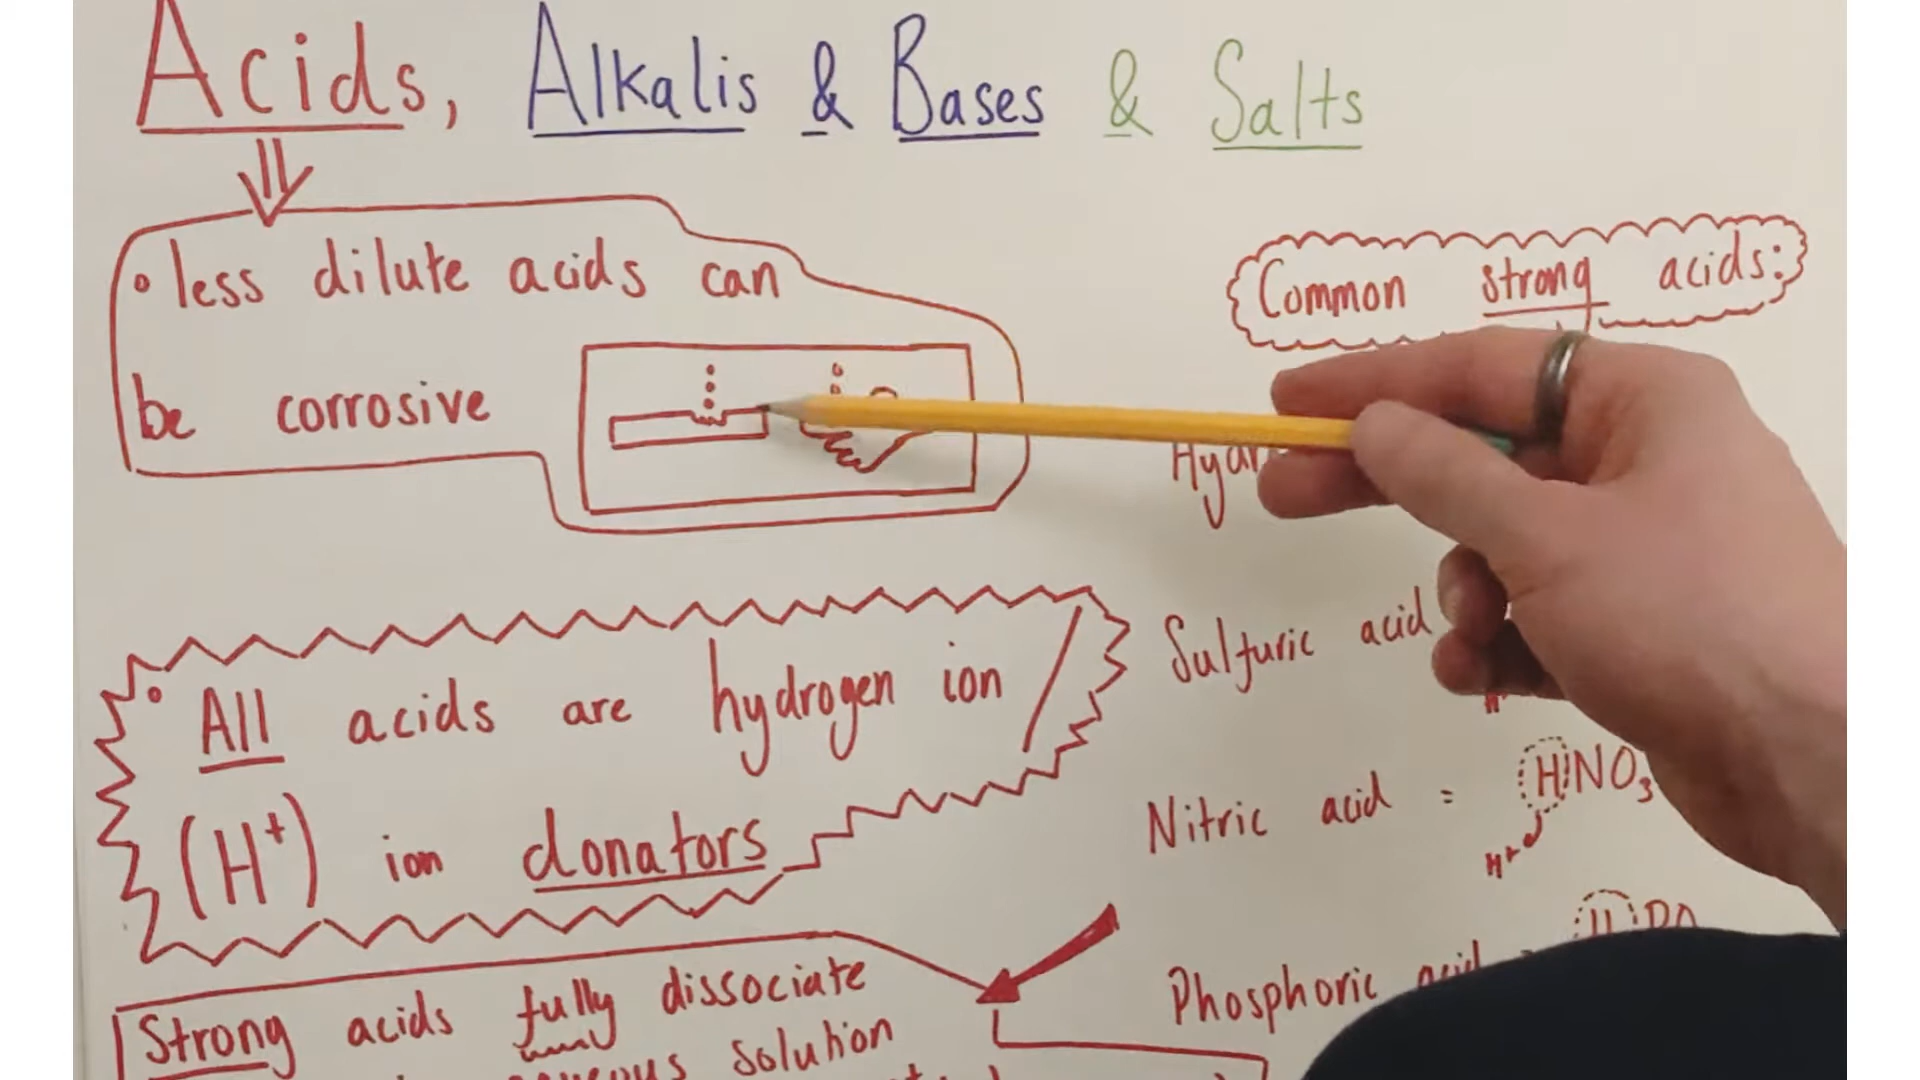 Acids, Alkalis & Bases & Salts
• less dilute acids can
be corrosive
Common strong acids:
Sulfuric acid
• All acids are hydrogen ion /
(H+) ion donators
Nitric acid = HNO3
H+
Phosphoric acid
Strong acids fully dissociate
solution